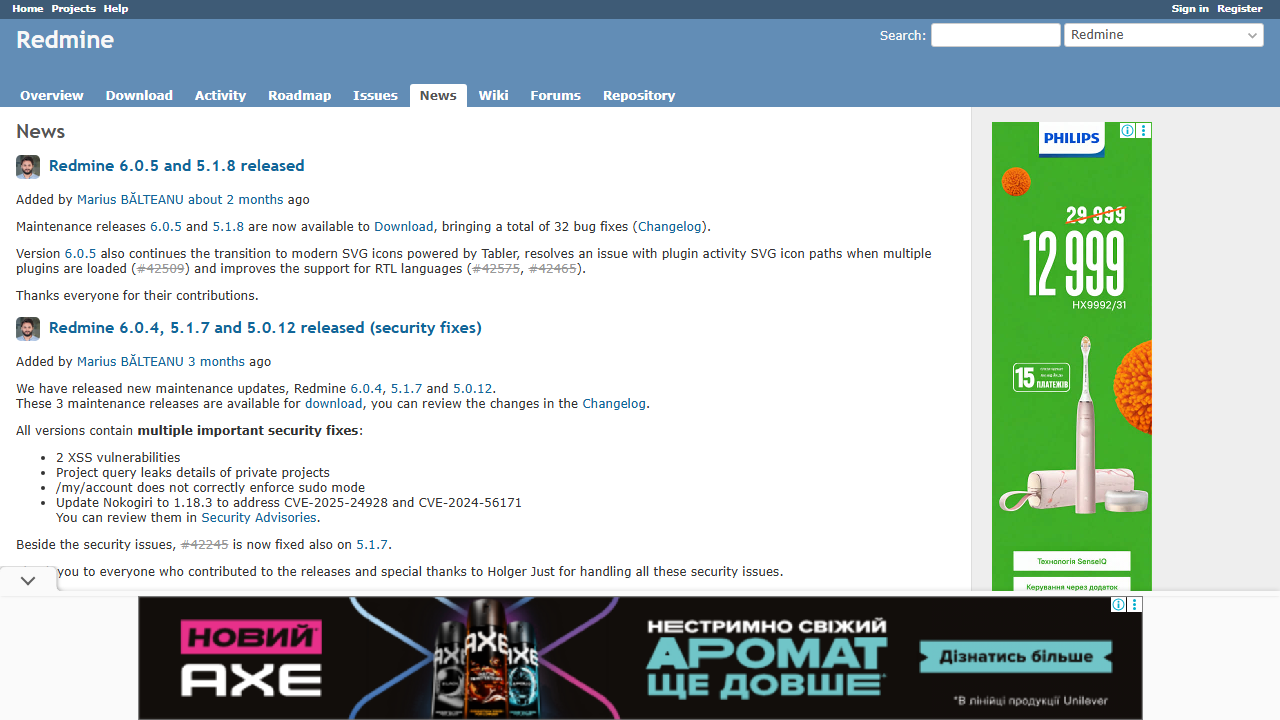 Home Projects Help
Sign in Register
Redmine
Search:
Redmine
Overview Download Activity Roadmap Issues News Wiki Forums Repository
News
Redmine 6.0.5 and 5.1.8 released
Added by Marius BĂLTEANU about 2 months ago
Maintenance releases 6.0.5 and 5.1.8 are now available to Download, bringing a total of 32 bug fixes (Changelog).
Version 6.0.5 also continues the transition to modern SVG icons powered by Tabler, resolves an issue with plugin activity SVG icon paths when multiple
plugins are loaded (#42509) and improves the support for RTL languages (#42575, #42465).
Thanks everyone for their contributions.
Redmine 6.0.4, 5.1.7 and 5.0.12 released (security fixes)
Added by Marius BĂLTEANU 3 months ago
We have released new maintenance updates, Redmine 6.0.4, 5.1.7 and 5.0.12.
These 3 maintenance releases are available for download, you can review the changes in the Changelog.
All versions contain multiple important security fixes:
2 XSS vulnerabilities
Project query leaks details of private projects
/my/account does not correctly enforce sudo mode
Update Nokogiri to 1.18.3 to address CVE-2025-24928 and CVE-2024-56171
You can review them in Security Advisories.
Beside the security issues, #42245 is now fixed also on 5.1.7.
you to everyone who contributed to the releases and special thanks to Holger Just for handling all these security issues.
PHILIPS
29 999
12 999
HX9992/31
15 ПЛАТЕЖІВ
Технологія SenseIQ
Керування через додаток
НОВИЙ*
AXE
НЕСТРИМНО СВІЖИЙ
АРОМАТ
ЩЕ ДОВШЕ*
Дізнатись більше
*В лінійці продукції Unilever